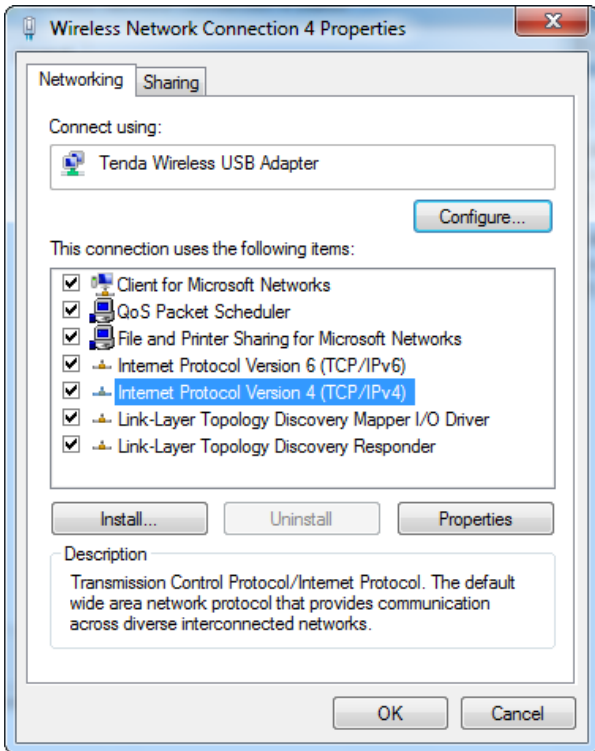 Wireless Network Connection 4 Properties
Networking
Sharing
Connect using:
Tenda Wireless USB Adapter
Configure...
This connection uses the following items:
Client for Microsoft Networks
QoS Packet Scheduler
File and Printer Sharing for Microsoft Networks
Internet Protocol Version 6 (TCP/IPv6)
Internet Protocol Version 4 (TCP/IPv4)
Link-Layer Topology Discovery Mapper I/O Driver
Link-Layer Topology Discovery Responder
Install...
Uninstall
Properties
Description
Transmission Control Protocol/Internet Protocol. The default
wide area network protocol that provides communication
across diverse interconnected networks.
OK
Cancel